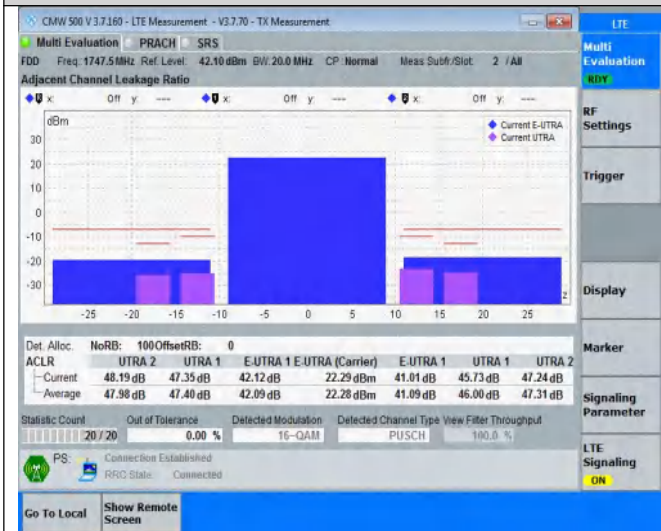 CMW 500 V 3.7.160 - LTE Measurement - V3.7.70 - TX Measurement
LTE
Multi Evaluation PRACH SRS
Multi
Evaluation
RDY
FDD Freq.: 1747.5 MHz Ref. Level: 42.10 dBm BW: 20.0 MHz CP: Normal Meas Subfr./Slot: 2 / All
Adjacent Channel Leakage Ratio
x: Off y: --- x: Off y: --- x: Off y: ---
RF
Settings
dBm
Current E-UTRA
Current UTRA
30
20
10
0
-10
-20
-30
Trigger
Display
z
-25 -20 -15 -10 -5 0 5 10 15 20 25
Det. Alloc. NoRB: 100 OffsetRB: 0
Marker
ACLR UTRA 2 UTRA 1 E-UTRA 1 E-UTRA (Carrier) E-UTRA 1 UTRA 1 UTRA 2
Current 48.19 dB 47.35 dB 42.12 dB 22.29 dBm 41.01 dB 45.73 dB 47.24 dB
Average 47.98 dB 47.40 dB 42.09 dB 22.28 dBm 41.09 dB 46.00 dB 47.31 dB
Signaling
Parameter
Statistic Count Out of Tolerance Detected Modulation Detected Channel Type View Filter Throughput
20 / 20 0.00 % 16-QAM PUSCH 100.0 %
PS: Connection Established
RRC State: Connected
LTE
Signaling
ON
Go To Local
Show Remote
Screen